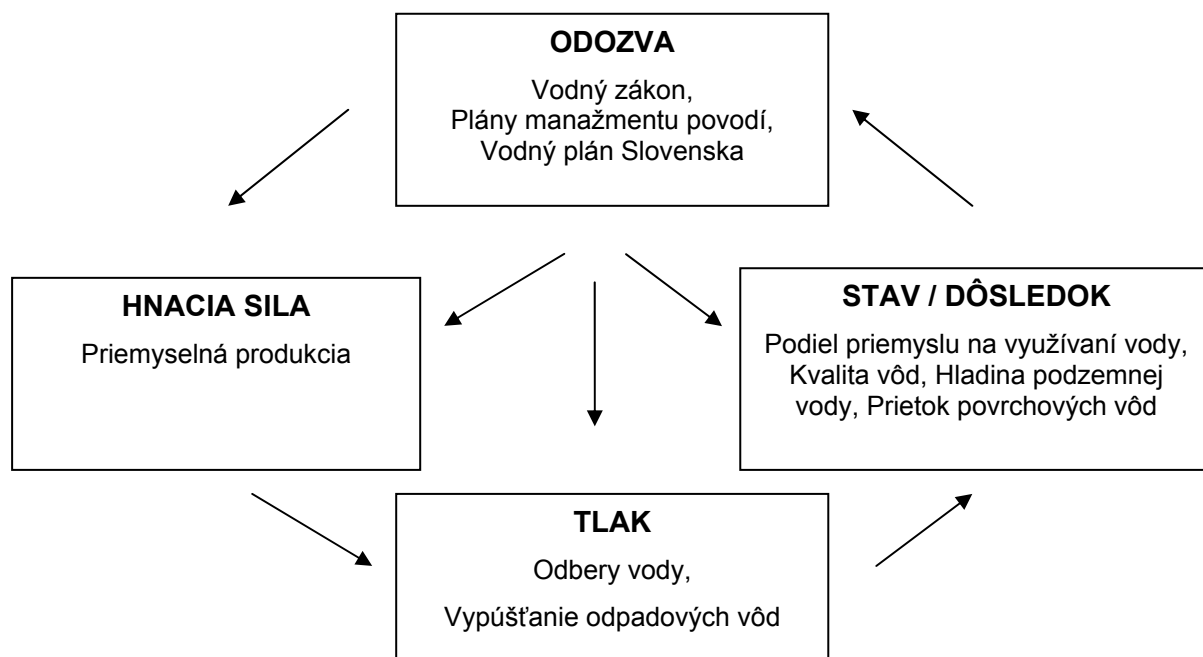 ODOZVA
Vodný zákon,
Plány manažmentu povodí,
Vodný plán Slovenska
HNACIA SILA
Priemyselná produkcia
STAV / DÔSLEDOK
Podiel priemyslu na využívaní vody,
Kvalita vôd, Hladina podzemnej
vody, Prietok povrchových vôd
TLAK
Odbery vody,
Vypúšťanie odpadových vôd